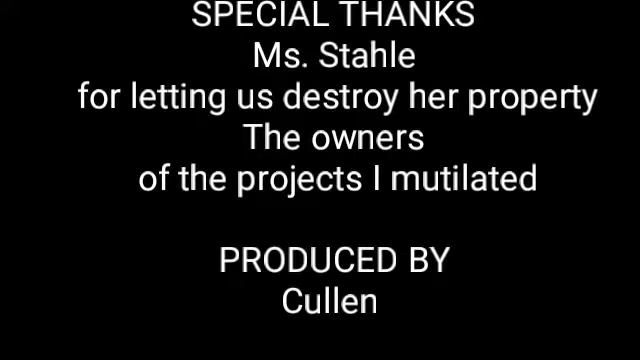 SPECIAL THANKS
Ms. Stahle
for letting us destroy her property
The owners
of the projects I mutilated
PRODUCED BY
Cullen